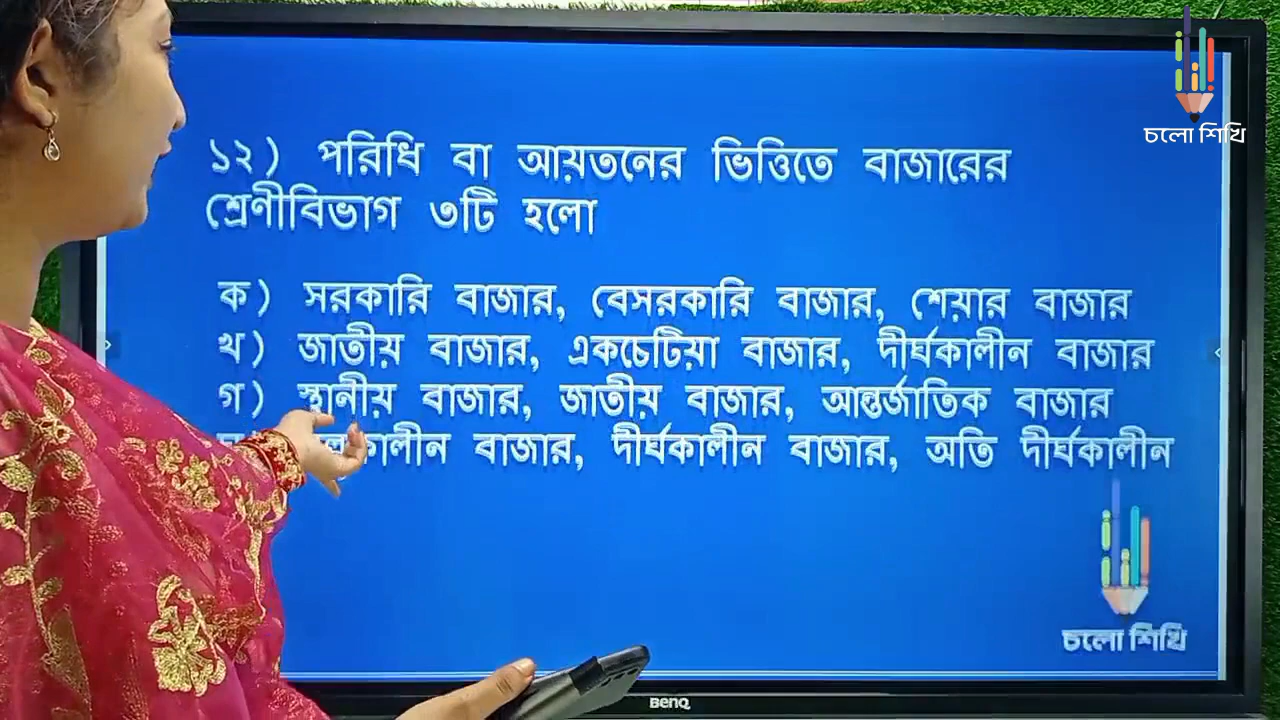 চলো শিখি
১২) পরিধি বা আয়তনের ভিত্তিতে বাজারের
শ্রেণীবিভাগ ৩টি হলো
ক) সরকারি বাজার, বেসরকারি বাজার, শেয়ার বাজার
খ) জাতীয় বাজার, একচেটিয়া বাজার, দীর্ঘকালীন বাজার
গ) স্থানীয় বাজার, জাতীয় বাজার, আন্তর্জাতিক বাজার
বাজার, দীর্ঘকালীন বাজার, অতি দীর্ঘকালীন
চলো শিখি
BenQ